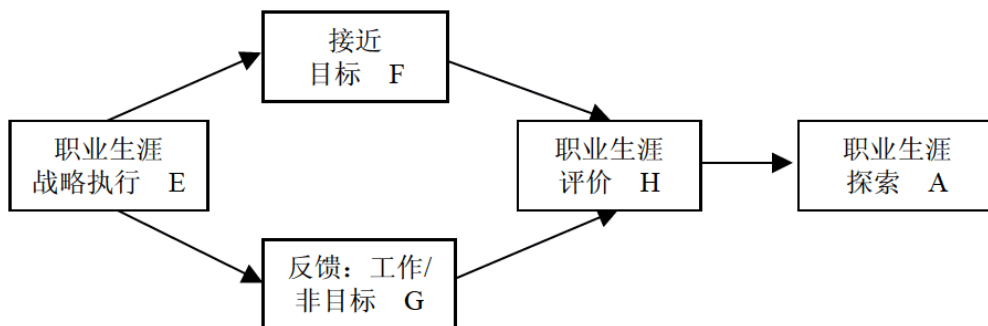 接近
目标 F
职业生涯
战略执行 E
职业生涯
评价 H
职业生涯
探索 A
反馈：工作/
非目标 G